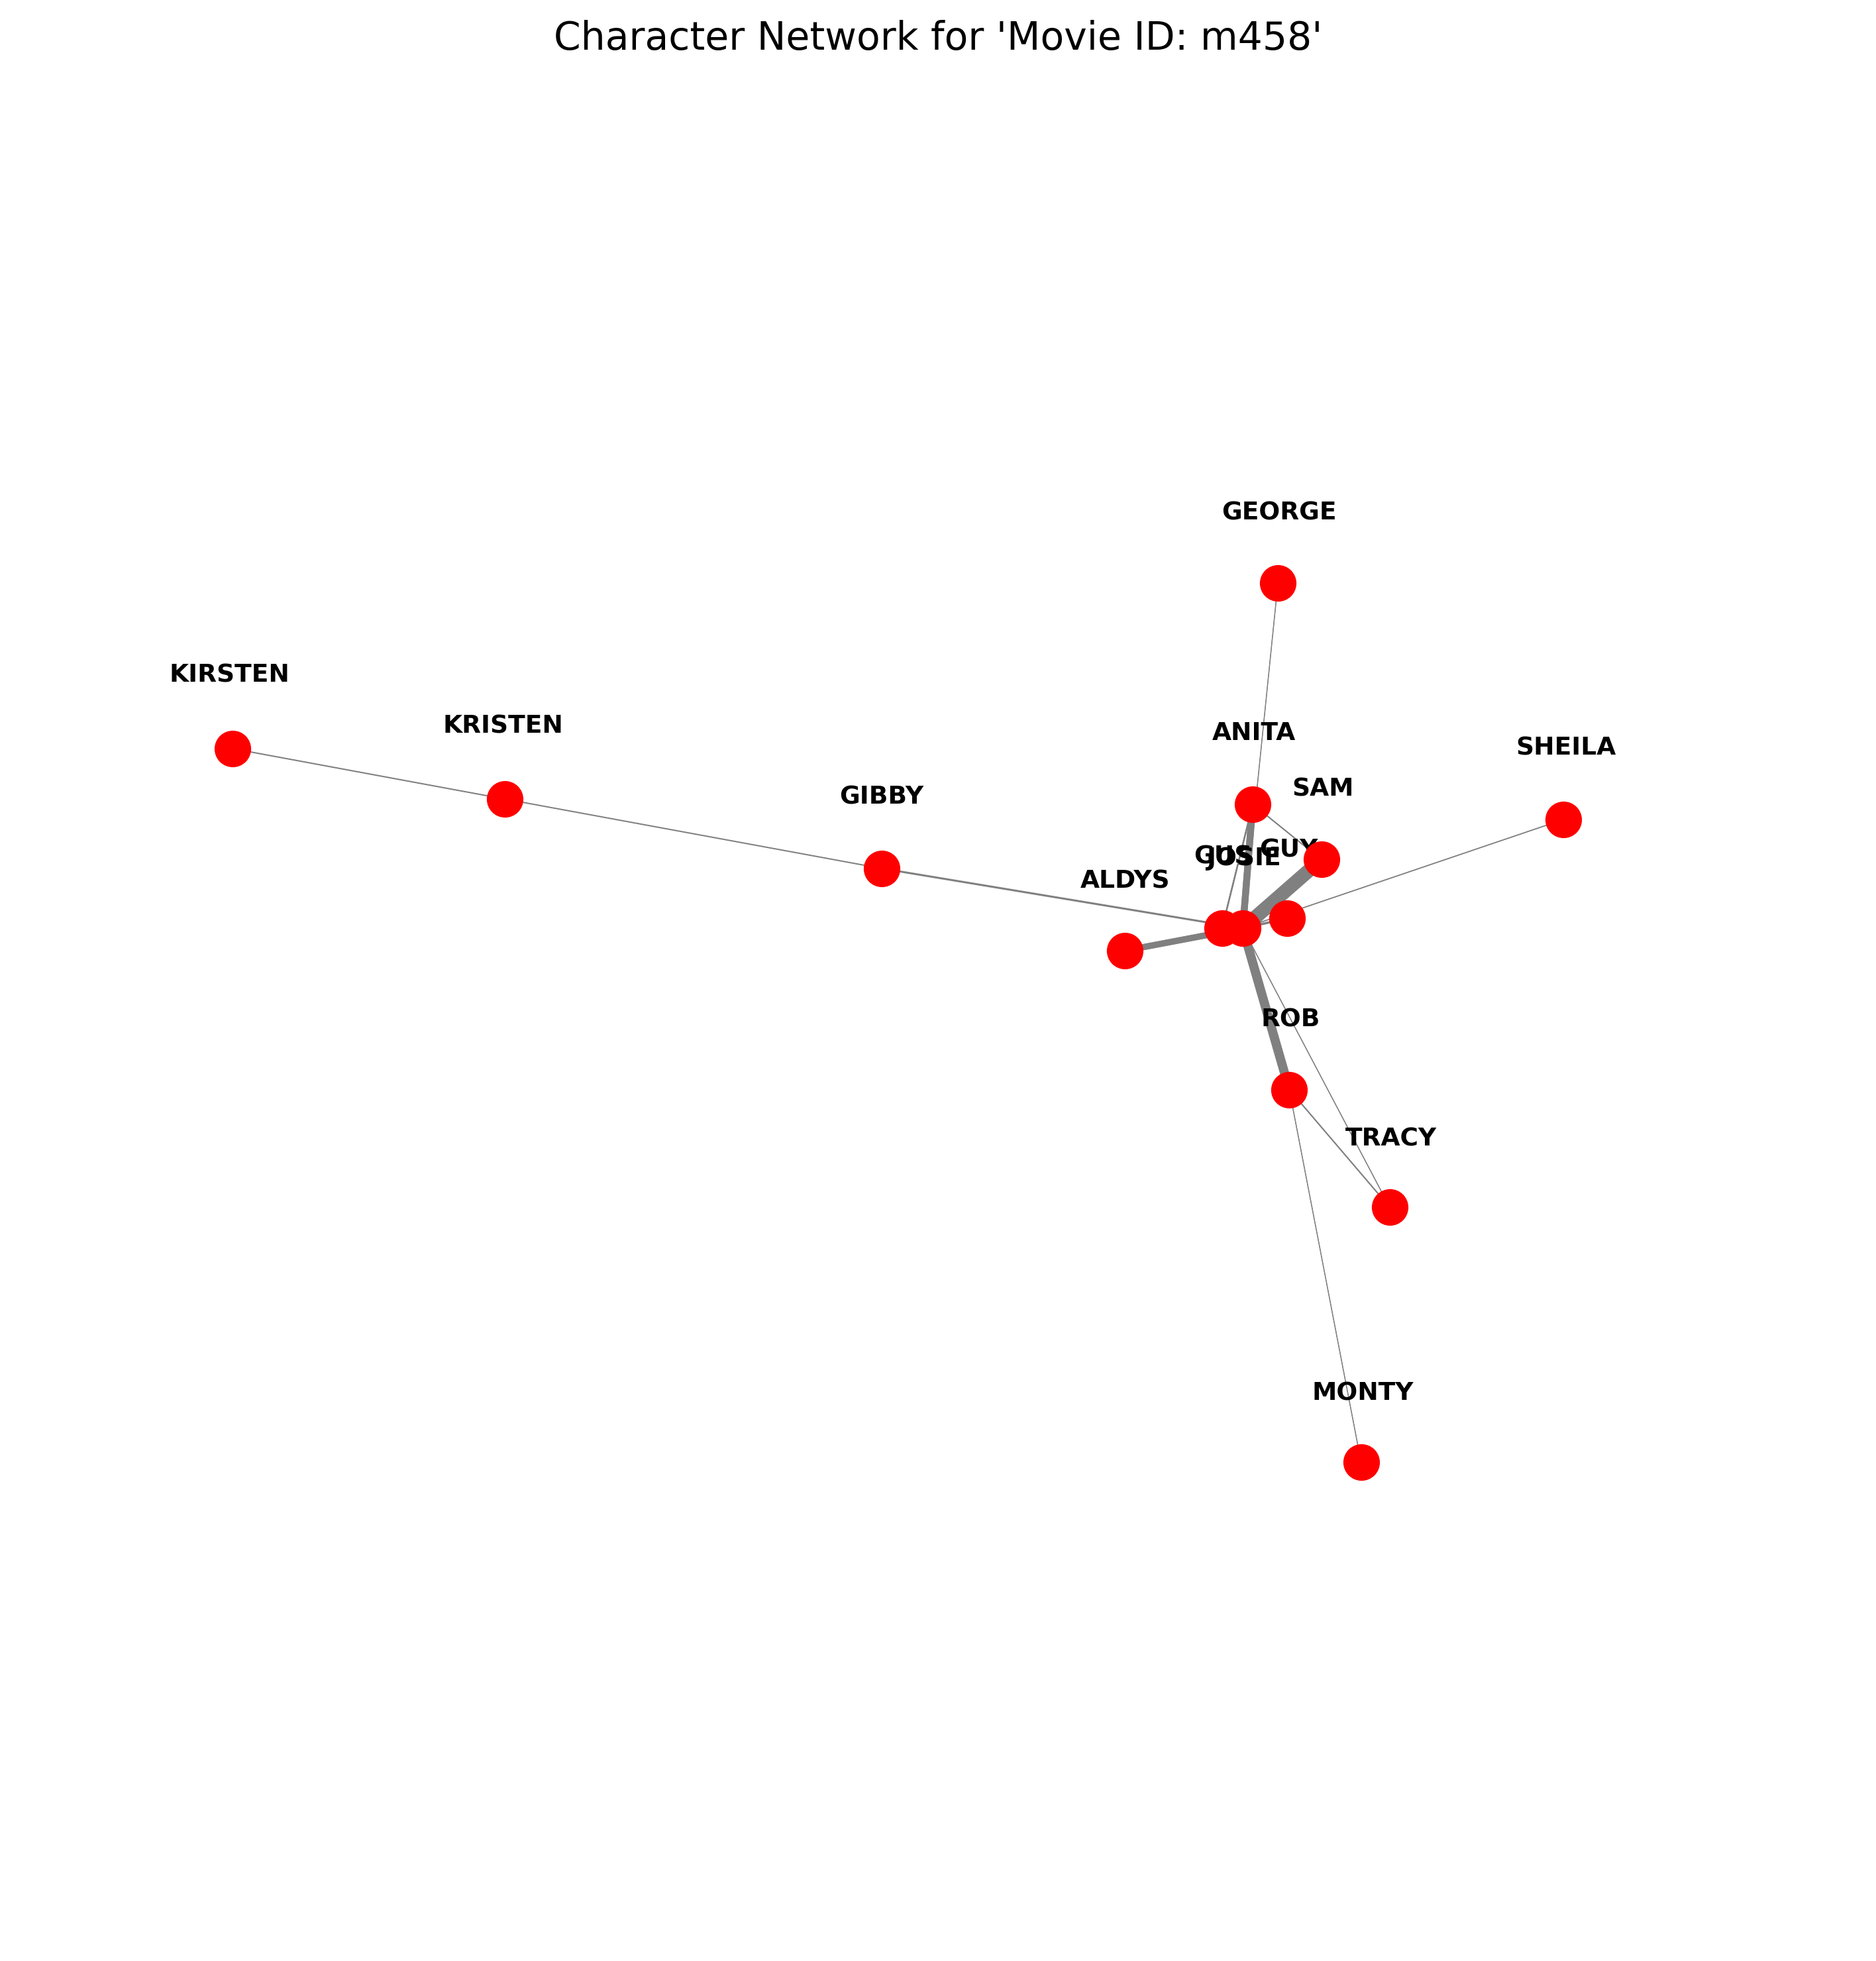 Character Network for 'Movie ID: m458'
GEORGE
KIRSTEN
KRISTEN
ANITA
SHEILA
SAM
GIBBY
GUY
GUS
JOSIE
ALDYS
ROB
TRACY
MONTY